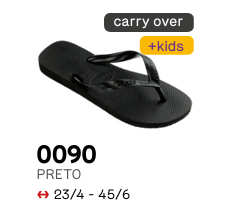 carry over
+kids
0090
PRETO
↔ 23/4 - 45/6